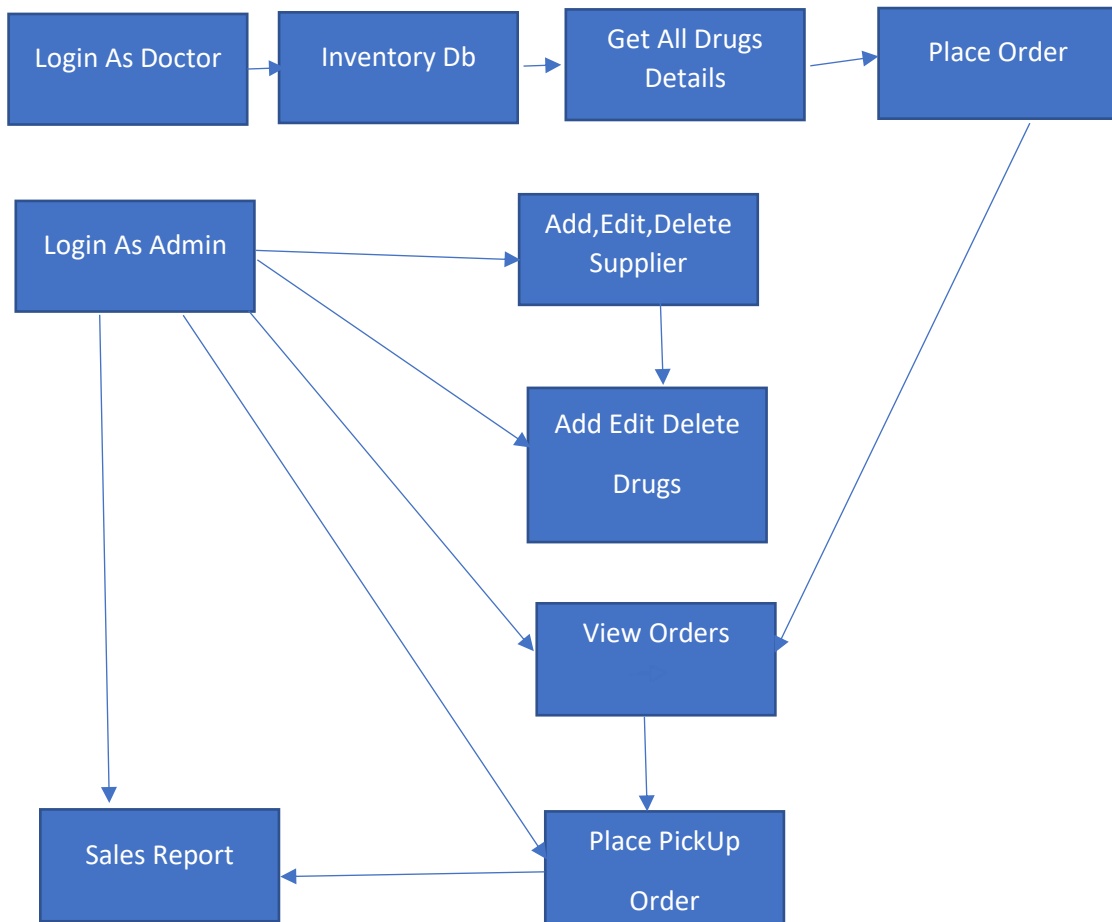 Login As Doctor
Inventory Db
Get All Drugs
Details
Place Order
Login As Admin
Add,Edit,Delete
Supplier
Add Edit Delete
Drugs
View Orders
Sales Report
Place PickUp
Order